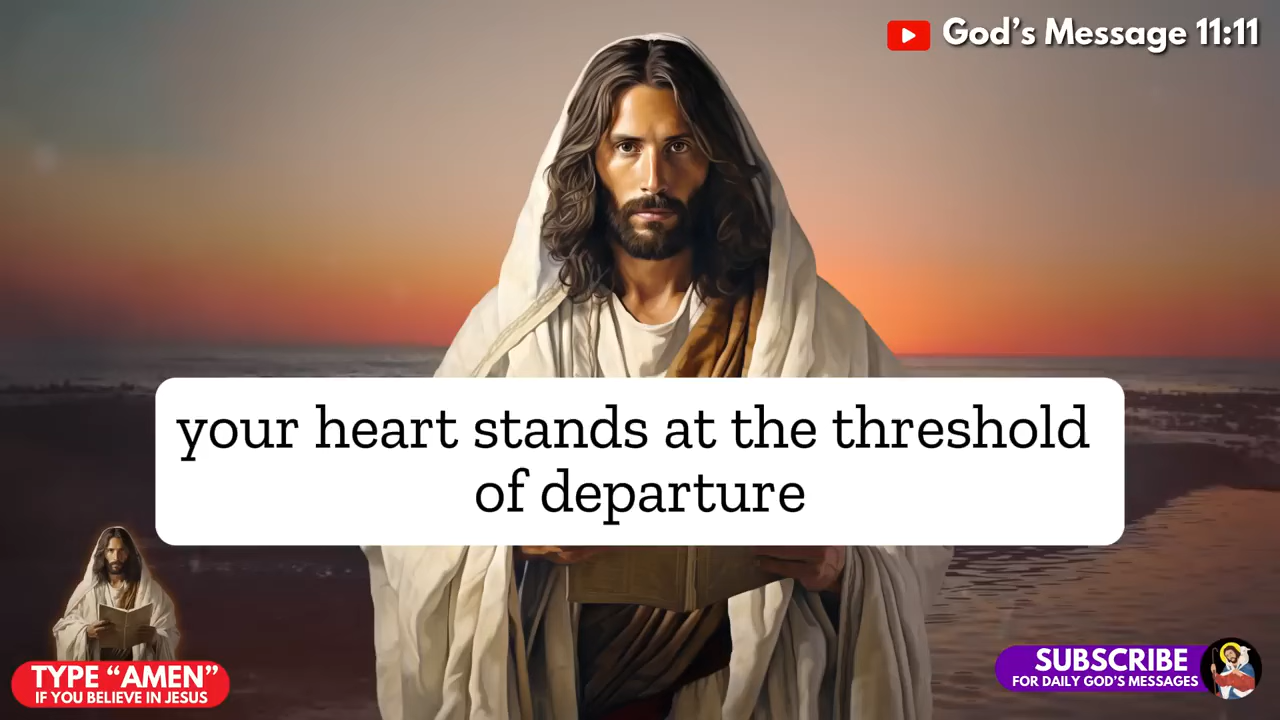 God's Message 11:11
your heart stands at the threshold
of departure
TYPE “AMEN”
IF YOU BELIEVE IN JESUS
SUBSCRIBE
FOR DAILY GOD'S MESSAGES